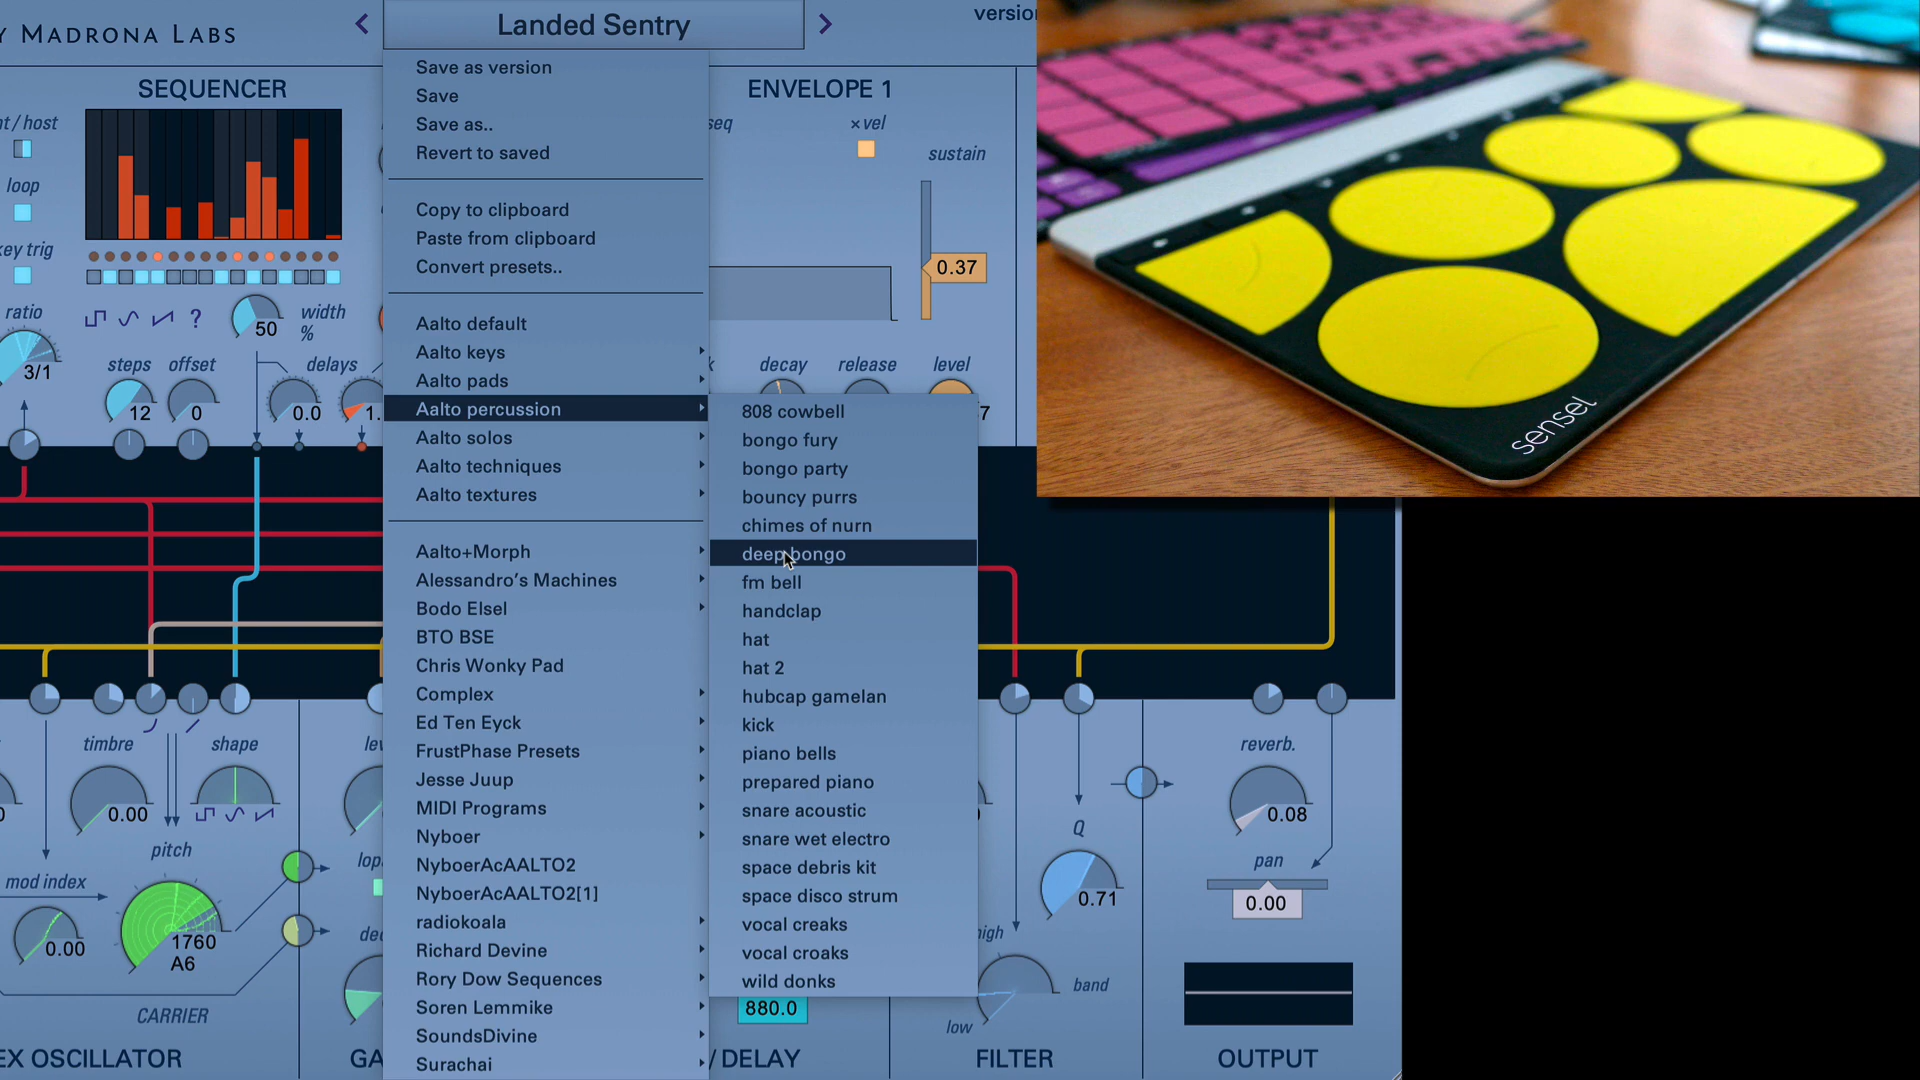 Y MADRONA LABS
Landed Sentry
SEQUENCER
loop
key trig
ratio
3/1
50
width
%
steps
offset
delays
12
0
0.0
1.
Save as version
Save
Save as..
Revert to saved
Copy to clipboard
Paste from clipboard
Convert presets..
Aalto default
Aalto keys
Aalto pads
Aalto percussion
Aalto solos
Aalto techniques
Aalto textures
Aalto+Morph
Alessandro's Machines
Bodo Elsel
BTO BSE
Chris Wonky Pad
Complex
Ed Ten Eyck
FrustPhase Presets
Jesse Juup
MIDI Programs
Nyboer
NyboerAcAALTO2
NyboerAcAALTO2[1]
radiokoala
Richard Devine
Rory Dow Sequences
Soren Lemmike
SoundsDivine
Surachai
808 cowbell
bongo fury
bongo party
bouncy purrs
chimes of nurn
deep bongo
fm bell
handclap
hat
hat 2
hubcap gamelan
kick
piano bells
prepared piano
snare acoustic
snare wet electro
space debris kit
space disco strum
vocal creaks
vocal croaks
wild donks
ENVELOPE 1
seq
×vel
sustain
0.37
decay
release
level
7
sensel
timbre
shape
0.00
pitch
mod index
0.00
1760
A6
CARRIER
EX OSCILLATOR
880.0
/DELAY
Q
0.71
high
band
low
FILTER
reverb.
0.08
pan
0.00
OUTPUT